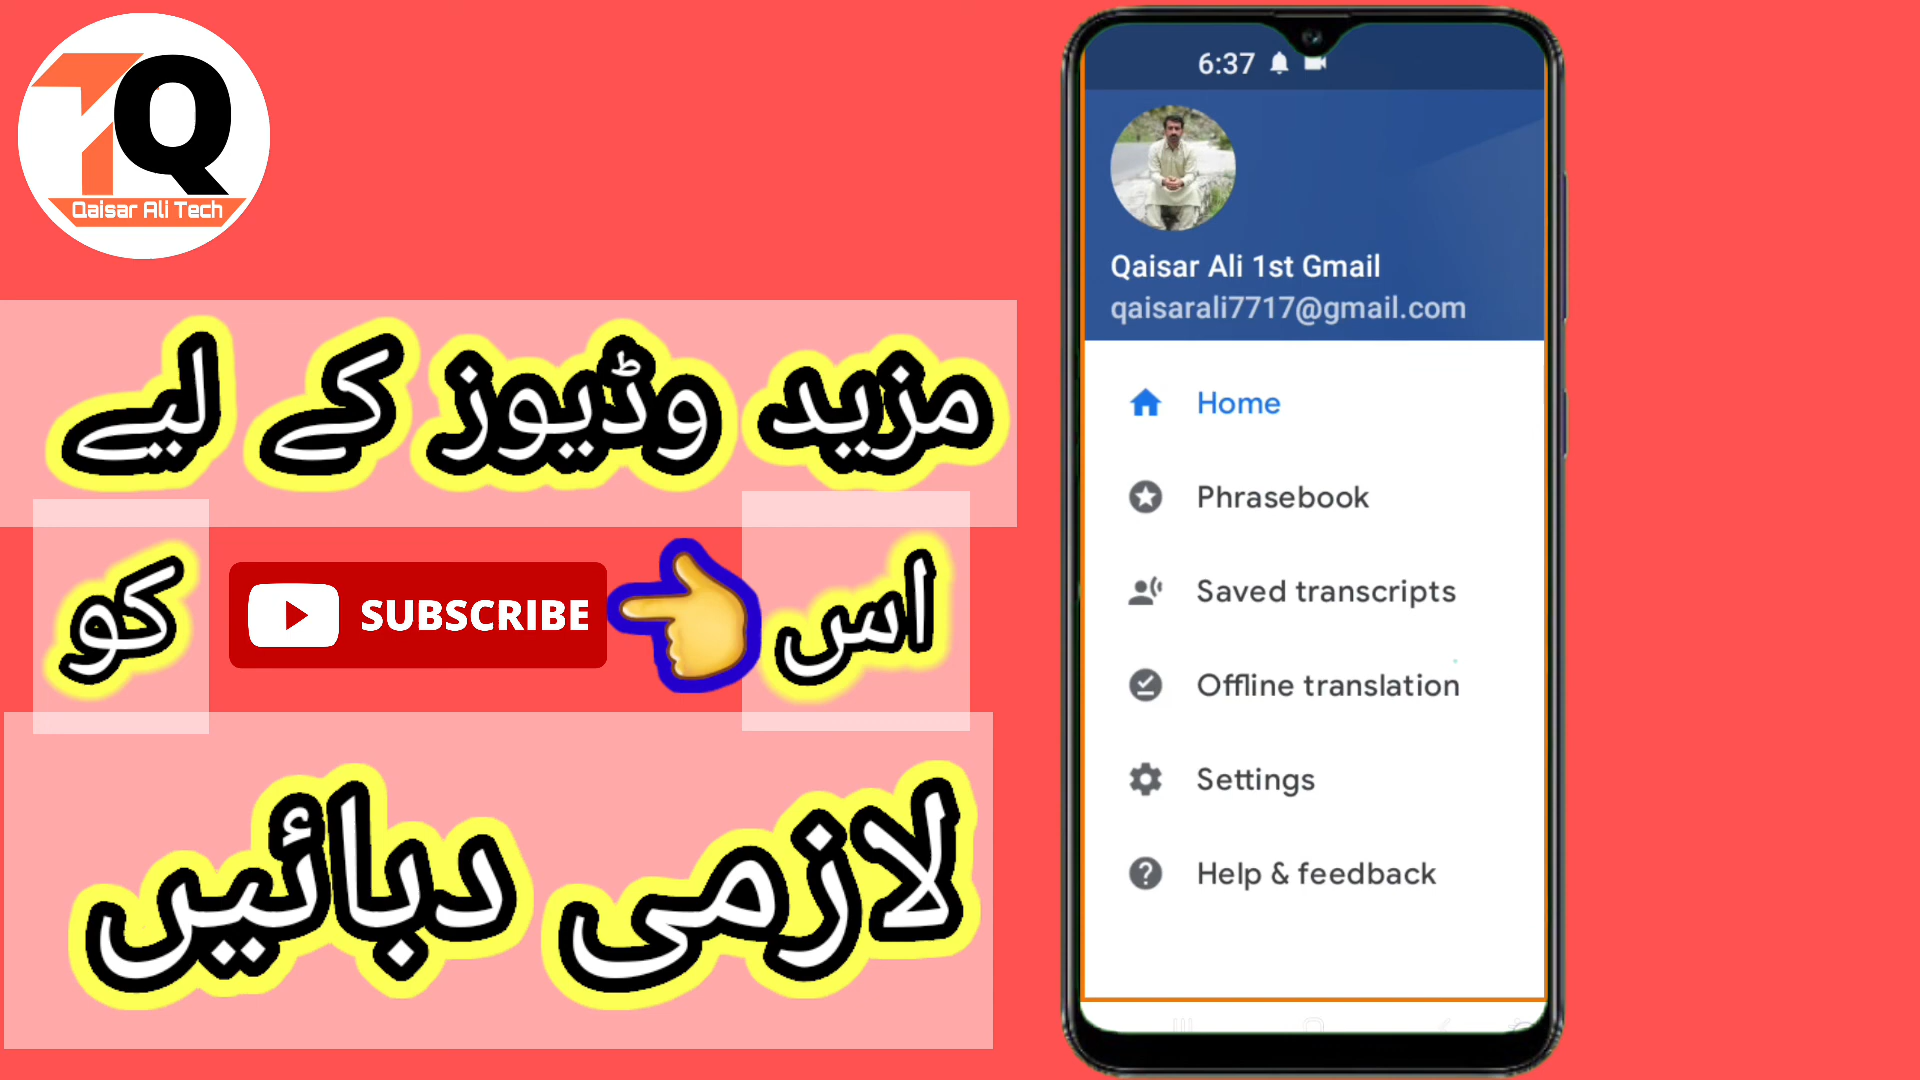 Qaisar Ali Tech
مزید وڈیوز کے لیے
اس SUBSCRIBE کو
لازمی دبائیں
6:37
Qaisar Ali 1st Gmail
qaisarali7717@gmail.com
Home
Phrasebook
Saved transcripts
Offline translation
Settings
Help & feedback